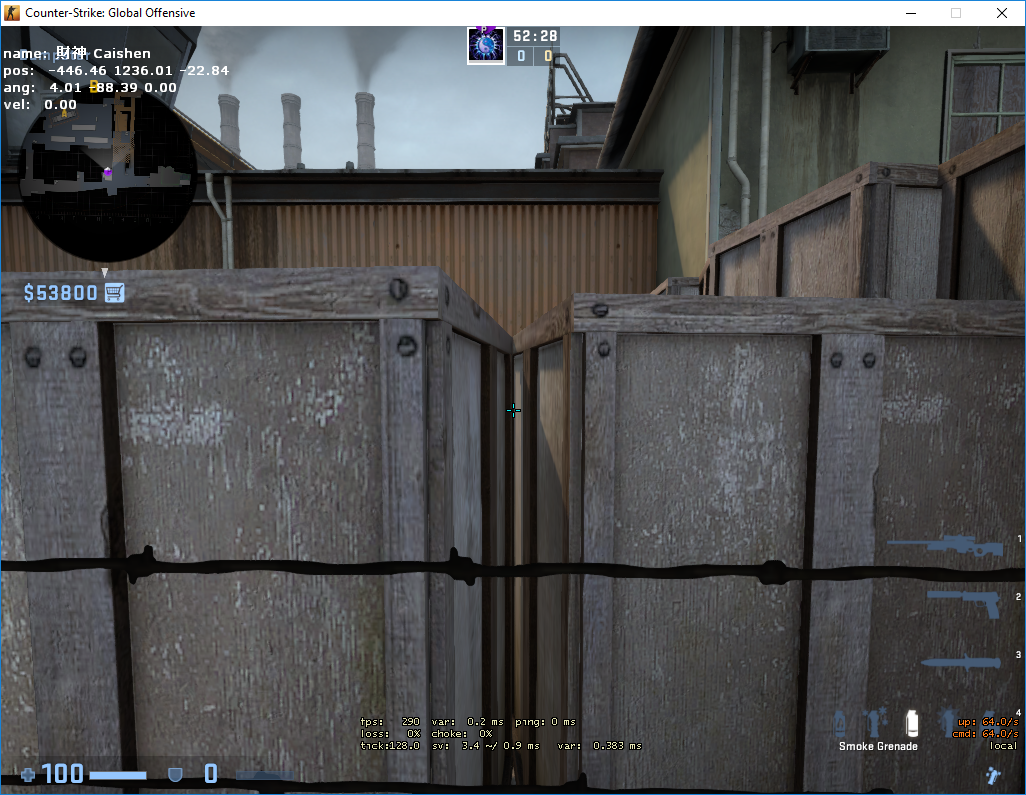 Counter-Strike: Global Offensive
name: 財神 Caishen
pos: -446.46 1236.01 -22.84
ang: 4.01 -88.39 0.00
vel: 0.00
52:28
0 0
B
A
$53800
1
2
3
4
fps: 290 var: 0.2 ms ping: 0 ms
loss: 0% choke: 0%
tick:128.0 sv: 3.4 ~/ 0.9 ms var: 0.383 ms
up: 64.0/s
cmd: 64.0/s
local
Smoke Grenade
100 0